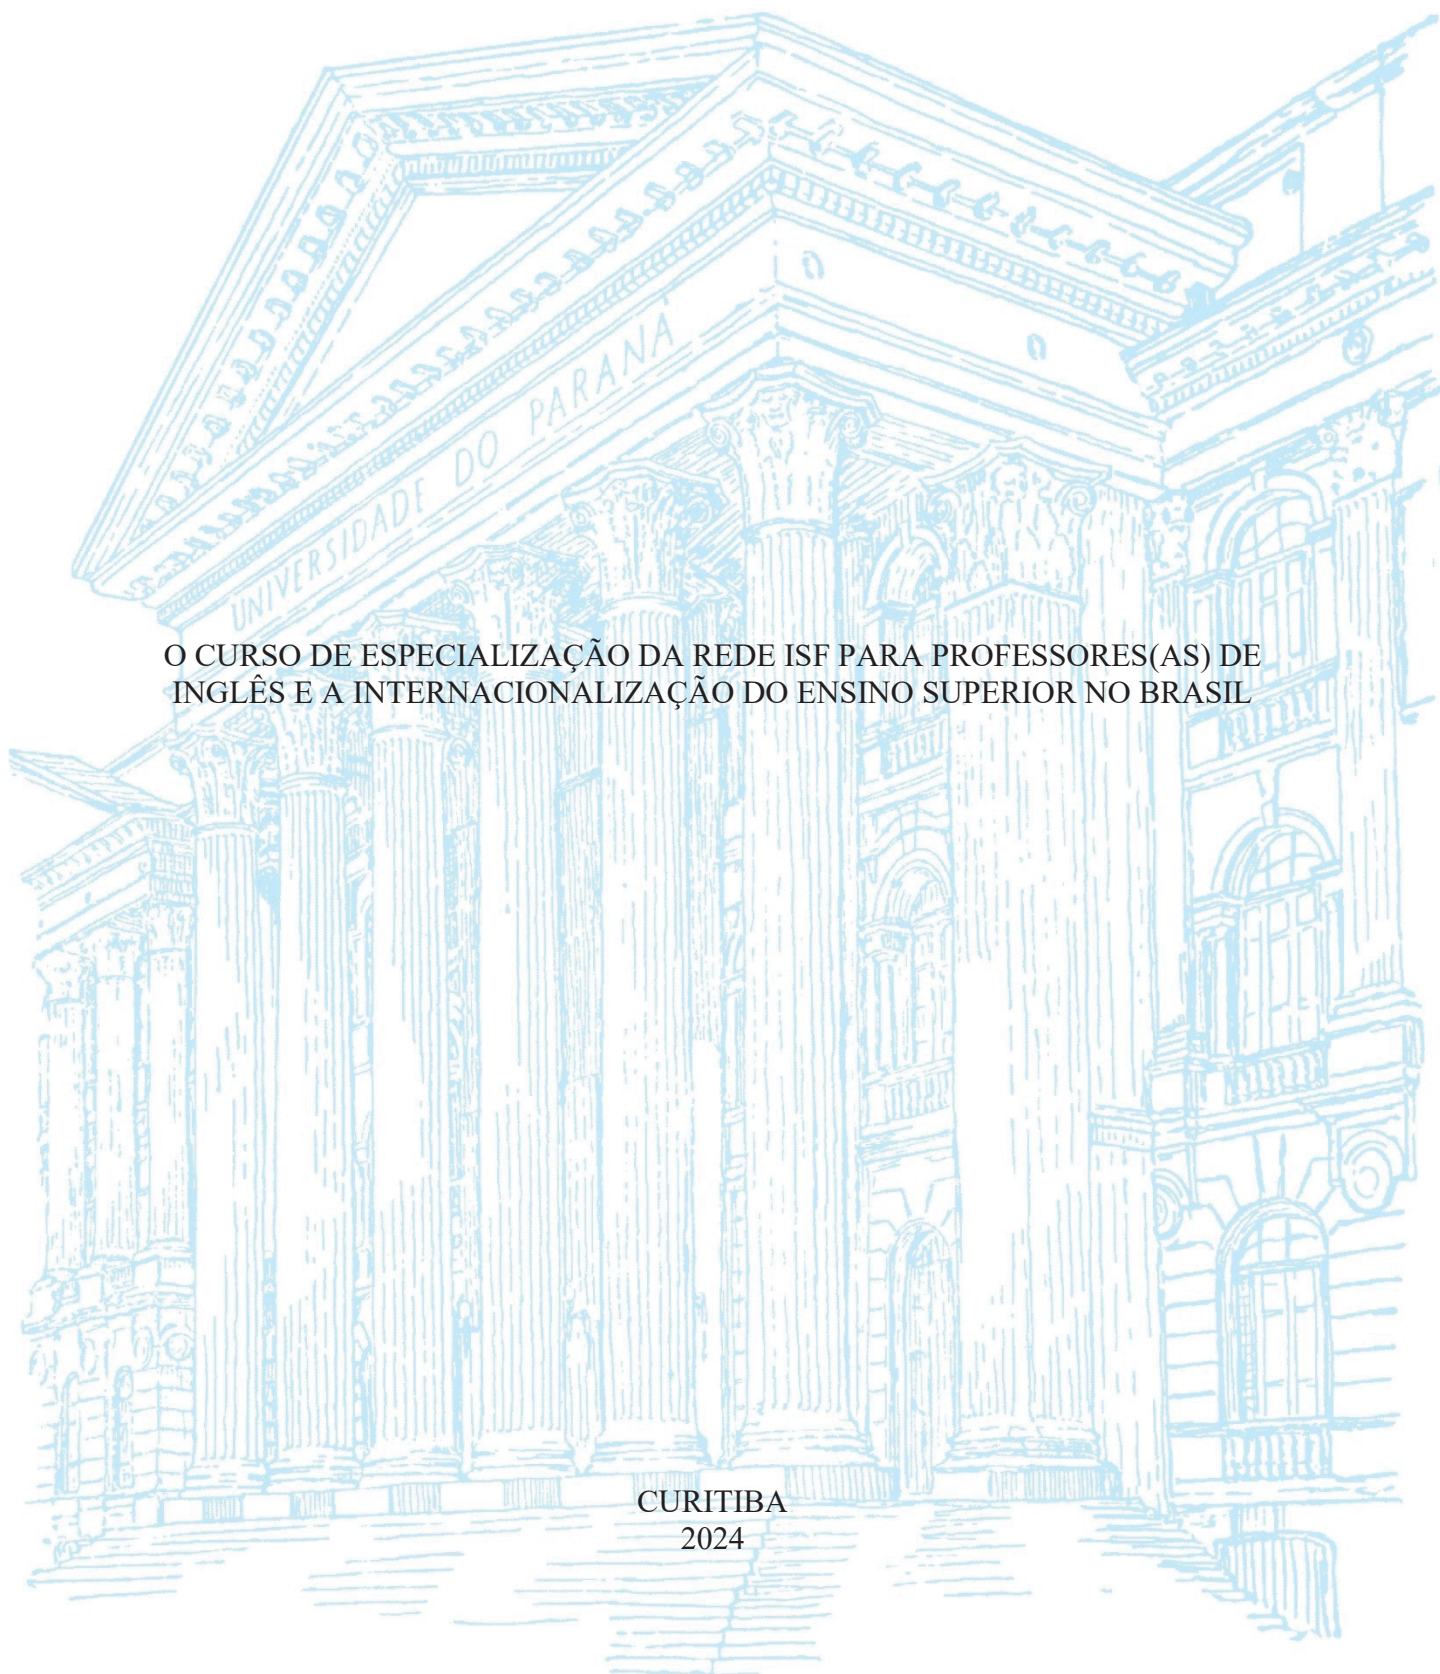 UNIVERSIDADE DO PARANÁ
O CURSO DE ESPECIALIZAÇÃO DA REDE ISF PARA PROFESSORES(AS) DE
INGLÊS E A INTERNACIONALIZAÇÃO DO ENSINO SUPERIOR NO BRASIL
CURITIBA
2024